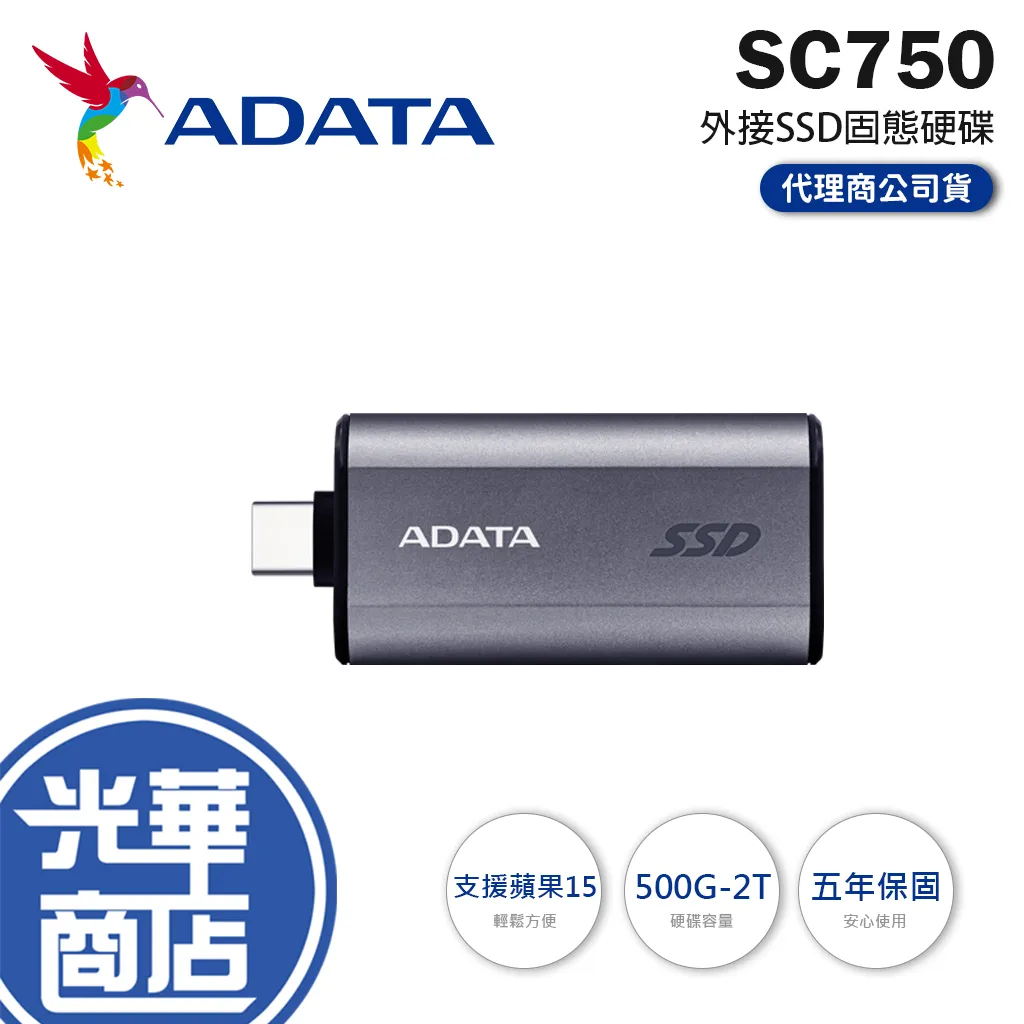 ADATA
SC750
外接SSD固態硬碟
代理商公司貨
ADATA
SSD
光華
商店
支援蘋果15
輕鬆方便
500G-2T
硬碟容量
五年保固
安心使用